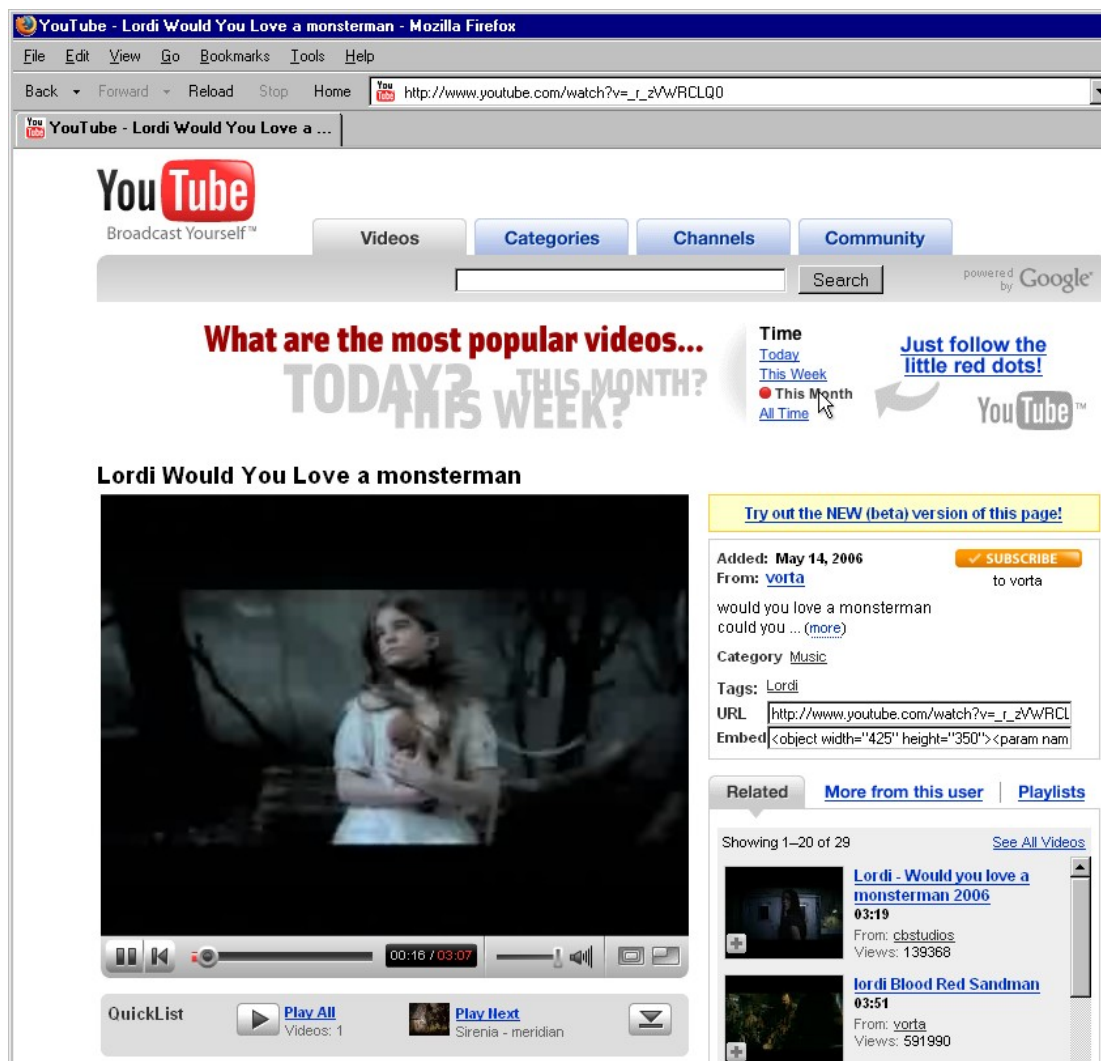 YouTube - Lordi Would You Love a monsterman - Mozilla Firefox
File Edit View Go Bookmarks Tools Help
Back Forward Reload Stop Home You Tube http://www.youtube.com/watch?v=_r_zVWRCLQ0
You Tube YouTube - Lordi Would You Love a ...
You Tube
Broadcast Yourself™
Videos Categories Channels Community
Search powered by Google
What are the most popular videos...
TODAY? THIS WEEK? THIS MONTH?
Time
Today
This Week
This Month
All Time
Just follow the
little red dots!
You Tube™
Lordi Would You Love a monsterman
Try out the NEW (beta) version of this page!
Added: May 14, 2006
From: vorta
SUBSCRIBE
to vorta
would you love a monsterman
could you ... (more)
Category Music
Tags: Lordi
URL http://www.youtube.com/watch?v=_r_zVWRCL
Embed <object width="425" height="350"><param nam
Related More from this user Playlists
Showing 1–20 of 29 See All Videos
Lordi - Would you love a
monsterman 2006
03:19
From: cbstudios
Views: 139368
lordi Blood Red Sandman
03:51
From: vorta
Views: 591990
00:16 / 03:07
QuickList
Play All
Videos: 1
Play Next
Sirenia - meridian